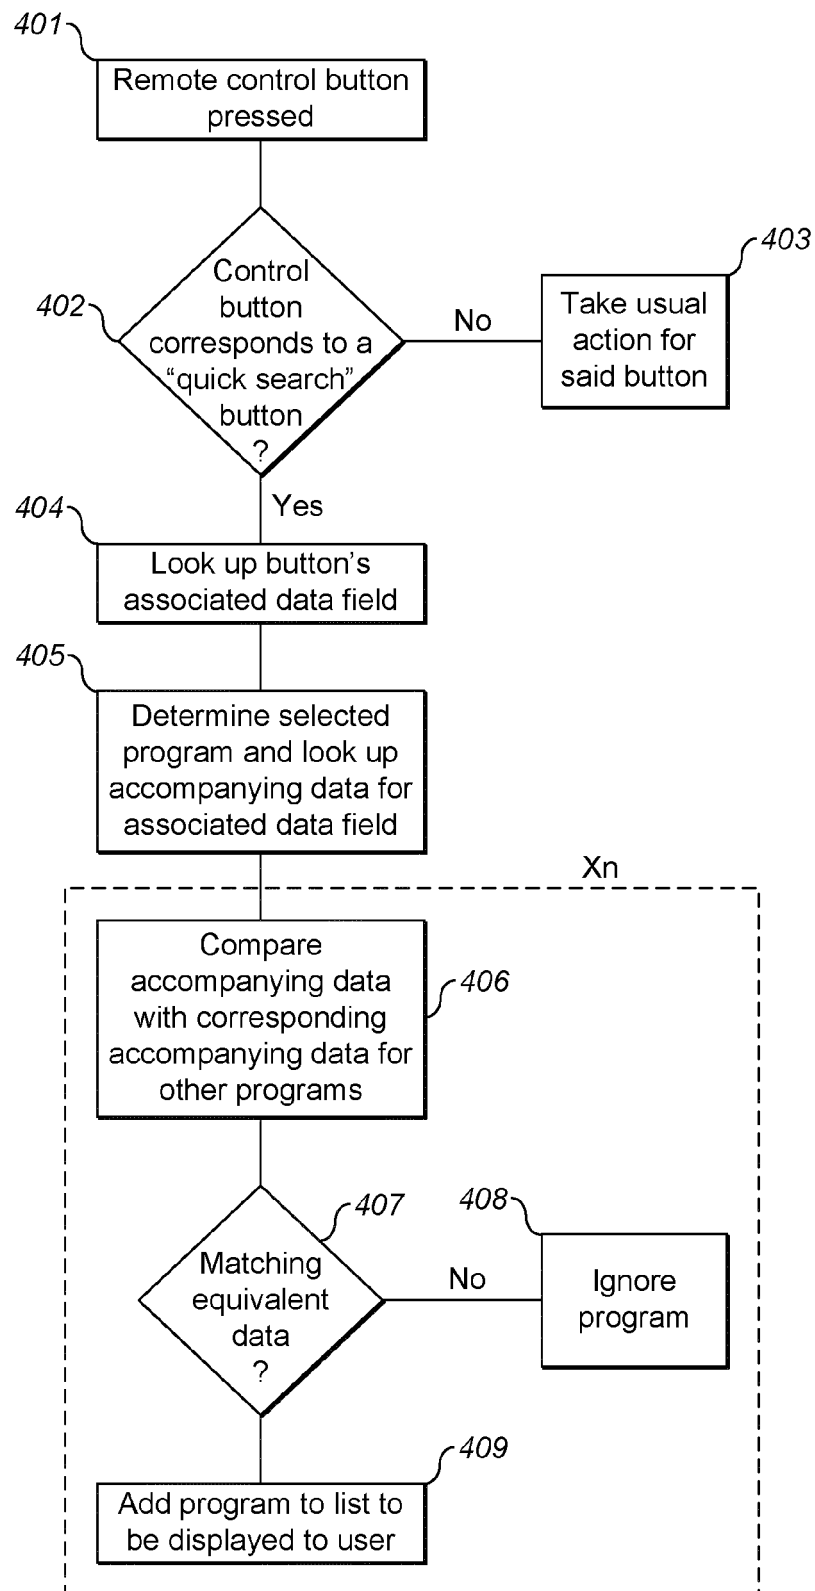 401
Remote control button
pressed
402
Control
button
corresponds to a
“quick search”
button
?
No
403
Take usual
action for
said button
Yes
404
Look up button’s
associated data field
405
Determine selected
program and look up
accompanying data for
associated data field
Xn
Compare
accompanying data
with corresponding
accompanying data for
other programs
406
407
Matching
equivalent
data
?
No
408
Ignore
program
409
Add program to list to
be displayed to user